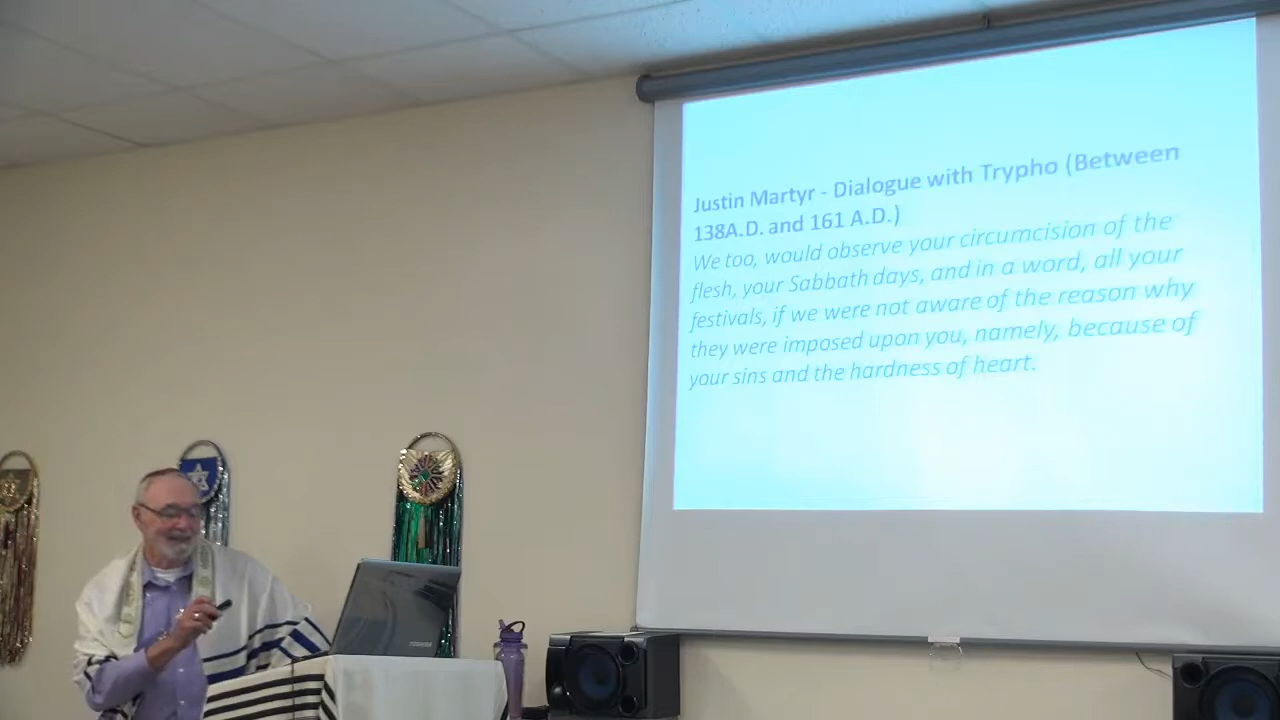 Justin Martyr - Dialogue with Trypho (Between
138A.D. and 161 A.D.)
We too, would observe your circumcision of the
flesh, your Sabbath days, and in a word, all your
festivals, if we were not aware of the reason why
they were imposed upon you, namely, because of
your sins and the hardness of heart.
TOSHIBA